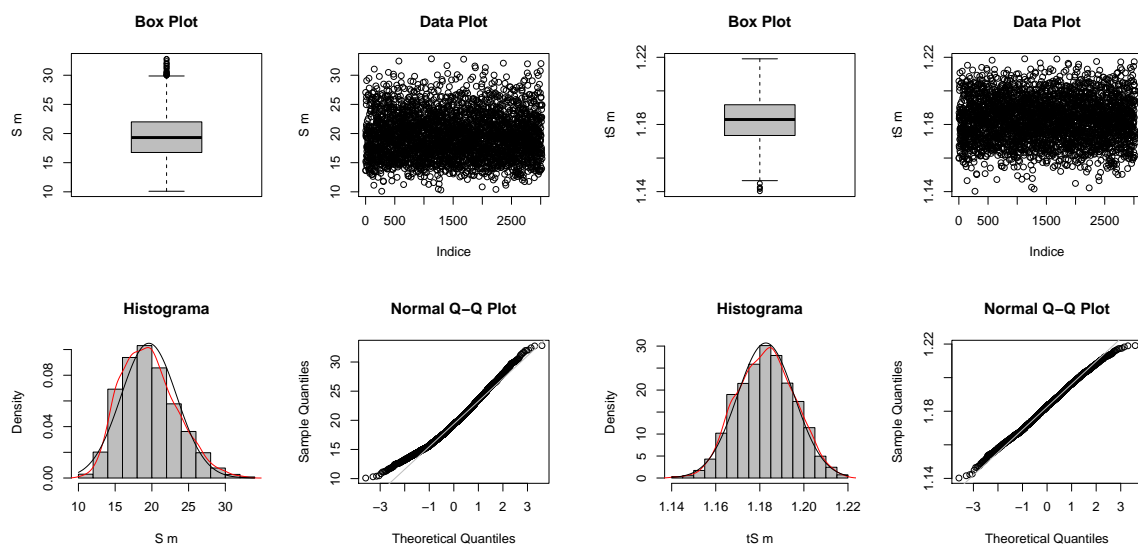 Box Plot
S m
10 15 20 25 30
Data Plot
S m
10 15 20 25 30
0 500 1500 2500
Indice
Box Plot
tS m
1.14 1.18 1.22
Data Plot
tS m
1.14 1.18 1.22
0 500 1500 2500
Indice
Histograma
Density
0.00 0.04 0.08
10 15 20 25 30
S m
Normal Q−Q Plot
Sample Quantiles
10 15 20 25 30
−3 −1 0 1 2 3
Theoretical Quantiles
Histograma
Density
0 5 10 20 30
1.14 1.16 1.18 1.20 1.22
tS m
Normal Q−Q Plot
Sample Quantiles
1.14 1.18 1.22
−3 −1 0 1 2 3
Theoretical Quantiles